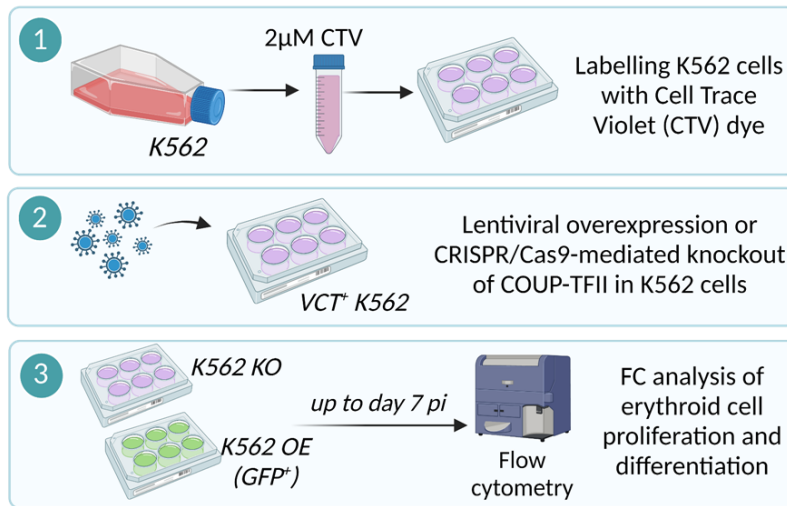 1
2μM CTV
K562
Labelling K562 cells
with Cell Trace
Violet (CTV) dye
2
VCT⁺ K562
Lentiviral overexpression or
CRISPR/Cas9-mediated knockout
of COUP-TFII in K562 cells
3
K562 KO
K562 OE
(GFP⁺)
up to day 7 pi
Flow
cytometry
FC analysis of
erythroid cell
proliferation and
differentiation